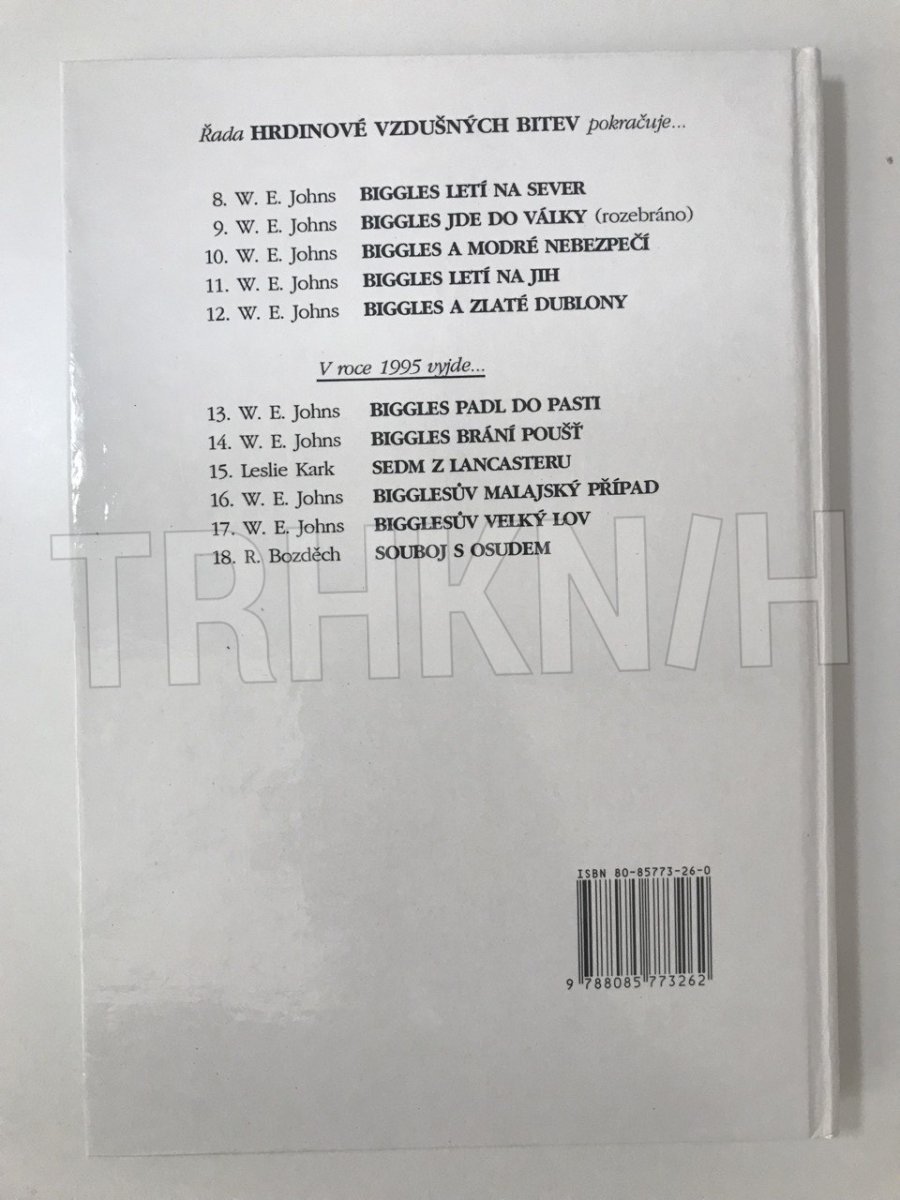 Řada HRDINOVÉ VZDUŠNÝCH BITEV pokračuje...
8. W. E. Johns BIGGLES LETÍ NA SEVER
9. W. E. Johns BIGGLES JDE DO VÁLKY (rozebráno)
10. W. E. Johns BIGGLES A MODRÉ NEBEZPEČÍ
11. W. E. Johns BIGGLES LETÍ NA JIH
12. W. E. Johns BIGGLES A ZLATÉ DUBLONY
V roce 1995 vyjde...
13. W. E. Johns BIGGLES PADL DO PASTI
14. W. E. Johns BIGGLES BRÁNÍ POUŠŤ
15. Leslie Kark SEDM Z LANCASTERU
16. W. E. Johns BIGGLESŮV MALAJSKÝ PŘÍPAD
17. W. E. Johns BIGGLESŮV VELKÝ LOV
18. R. Bozděch SOUBOJ S OSUDEM
TRHKN/H
ISBN 80-85773-26-0
9 788085 773262